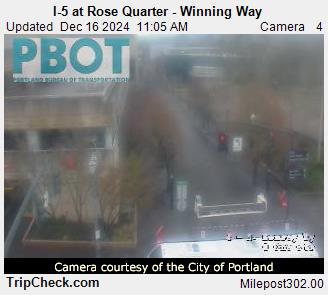 I-5 at Rose Quarter - Winning Way
Updated Dec 16 2024 11:05 AM Camera 4
PBOT
PORTLAND BUREAU OF TRANSPORTATION
Camera courtesy of the City of Portland
TripCheck.com Milepost302.00